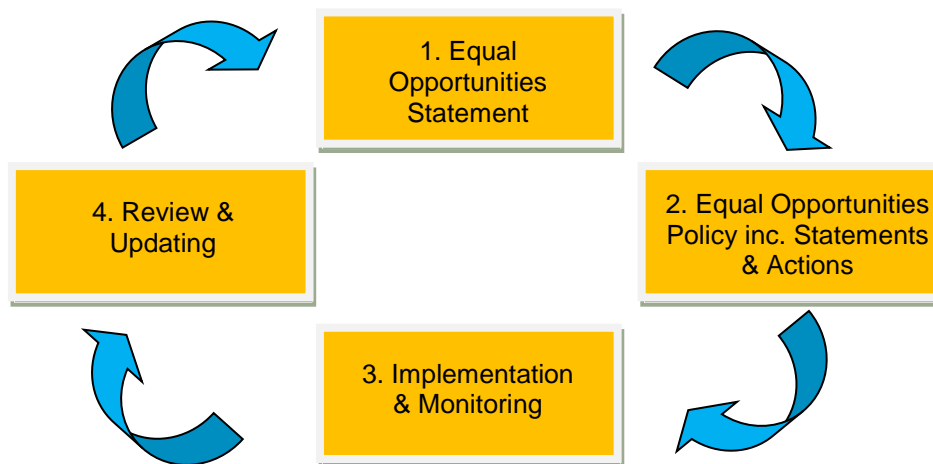 1. Equal
Opportunities
Statement
2. Equal Opportunities
Policy inc. Statements
& Actions
3. Implementation
& Monitoring
4. Review &
Updating